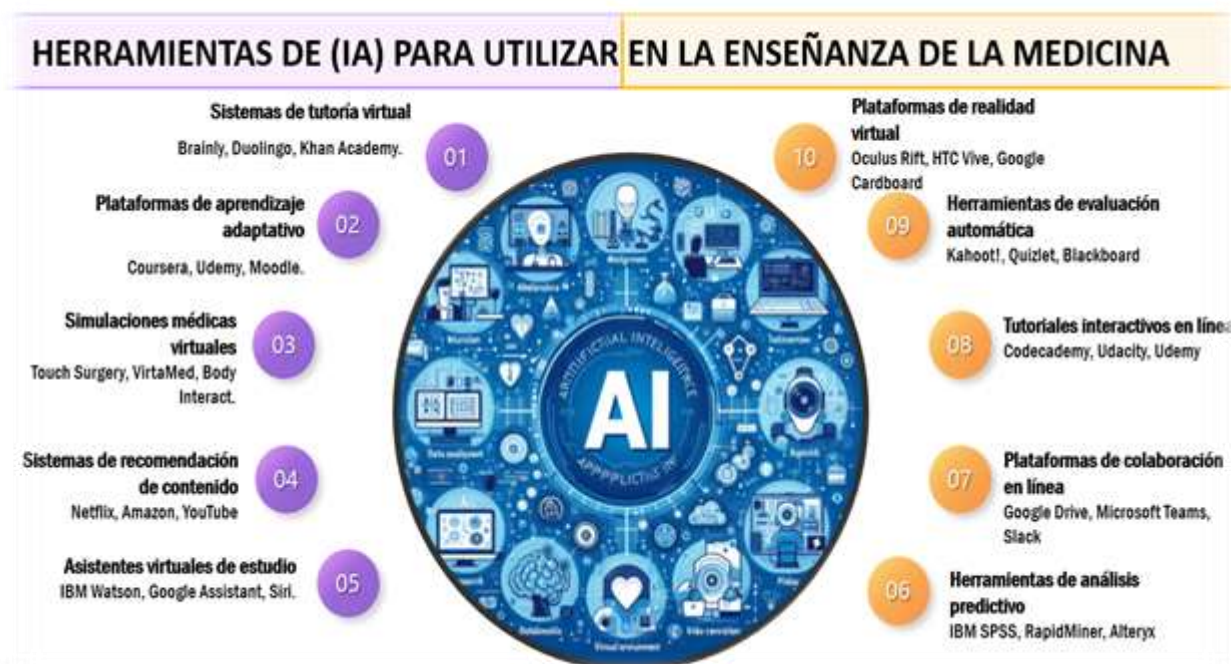 HERRAMIENTAS DE (IA) PARA UTILIZAR EN LA ENSEÑANZA DE LA MEDICINA
Sistemas de tutoría virtual
Brainly, Duolingo, Khan Academy.
01
Plataformas de aprendizaje
adaptativo
Coursera, Udemy, Moodle.
02
Simulaciones médicas
virtuales
Touch Surgery, VirtaMed, Body
Interact.
03
Sistemas de recomendación
de contenido
Netflix, Amazon, YouTube
04
Asistentes virtuales de estudio
IBM Watson, Google Assistant, Siri.
05
AI
10
Plataformas de realidad
virtual
Oculus Rift, HTC Vive, Google
Cardboard
09
Herramientas de evaluación
automática
Kahoot!, Quizlet, Blackboard
08
Tutoriales interactivos en línea
Codecademy, Udacity, Udemy
07
Plataformas de colaboración
en línea
Google Drive, Microsoft Teams,
Slack
06
Herramientas de análisis
predictivo
IBM SPSS, RapidMiner, Alteryx